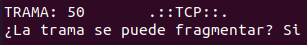 TRAMA: 50 .::TCP::.
¿La trama se puede fragmentar? Si